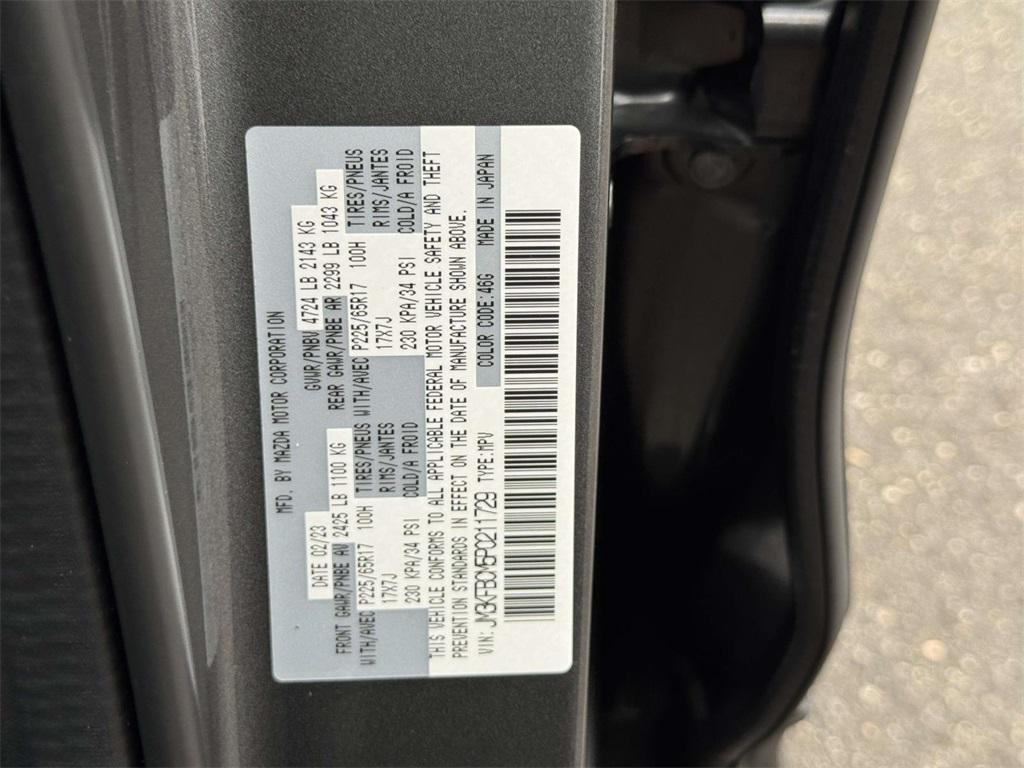 MFD. BY MAZDA MOTOR CORPORATION
DATE 02/23 GVWR/PNBV 4724 LB 2143 KG
FRONT GAWR/PNBE AV 2425 LB 1100 KG REAR GAWR/PNBE AR 2299 LB 1043 KG
WITH/AVEC P225/65R17 100H TIRES/PNEUS WITH/AVEC P225/65R17 100H TIRES/PNEUS
17X7J RIMS/JANTES 17X7J RIMS/JANTES
230 KPA/34 PSI COLD/A FROID 230 KPA/34 PSI COLD/A FROID
THIS VEHICLE CONFORMS TO ALL APPLICABLE FEDERAL MOTOR VEHICLE SAFETY AND THEFT
PREVENTION STANDARDS IN EFFECT ON THE DATE OF MANUFACTURE SHOWN ABOVE.
VIN: JM3KFBCM5P0211729 TYPE:MPV COLOR CODE:46G MADE IN JAPAN